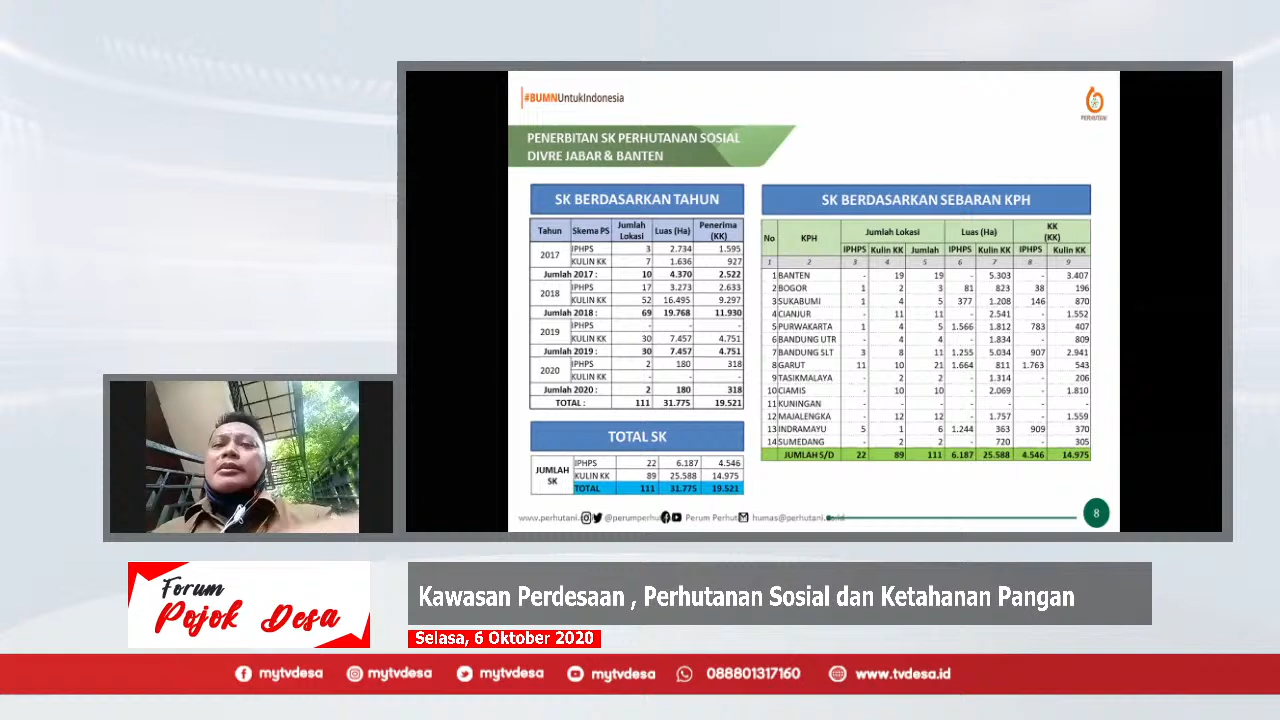 #BUMNUntukIndonesia
PERHUTANI
PENERBITAN SK PERHUTANAN SOSIAL
DIVRE JABAR & BANTEN
SK BERDASARKAN TAHUN
Tahun Skema PS Jumlah Lokasi Luas (Ha) Penerima (KK)
2017 IPHPS 3 2.734 1.595
KULIN KK 7 1.636 927
Jumlah 2017 : 10 4.370 2.522
2018 IPHPS 17 3.273 2.633
KULIN KK 52 16.495 9.297
Jumlah 2018 : 69 19.768 11.930
2019 IPHPS - - -
KULIN KK 30 7.457 4.751
Jumlah 2019 : 30 7.457 4.751
2020 IPHPS 2 180 318
KULIN KK - - -
Jumlah 2020 : 2 180 318
TOTAL : 111 31.775 19.521
TOTAL SK
JUMLAH SK IPHPS 22 6.187 4.546
KULIN KK 89 25.588 14.975
TOTAL 111 31.775 19.521
SK BERDASARKAN SEBARAN KPH
No KPH Jumlah Lokasi Luas (Ha) KK (KK)
IPHPS Kulin KK Jumlah IPHPS Kulin KK IPHPS Kulin KK
1 2 3 4 5 6 7 8 9
1 BANTEN - 19 19 - 5.303 - 3.407
2 BOGOR 1 2 3 81 823 38 196
3 SUKABUMI 1 4 5 377 1.208 146 870
4 CIANJUR - 11 11 - 2.541 - 1.552
5 PURWAKARTA 1 4 5 1.566 1.812 783 407
6 BANDUNG UTR - 4 4 - 1.834 - 809
7 BANDUNG SLT 3 8 11 1.255 5.034 907 2.941
8 GARUT 11 10 21 1.664 811 1.763 543
9 TASIKMALAYA - 2 2 - 1.314 - 206
10 CIAMIS - 10 10 - 2.069 - 1.810
11 KUNINGAN - - - - - - -
12 MAJALENGKA - 12 12 - 1.757 - 1.559
13 INDRAMAYU 5 1 6 1.244 363 909 370
14 SUMEDANG - 2 2 - 720 - 305
JUMLAH S/D 22 89 111 6.187 25.588 4.546 14.975
www.perhutani. @perumperhu Perum Perhut humas@perhutani. .id
8
Forum
Pojok Desa
Kawasan Perdesaan , Perhutanan Sosial dan Ketahanan Pangan
Selasa, 6 Oktober 2020
mytvdesa mytvdesa mytvdesa mytvdesa 088801317160 www.tvdesa.id